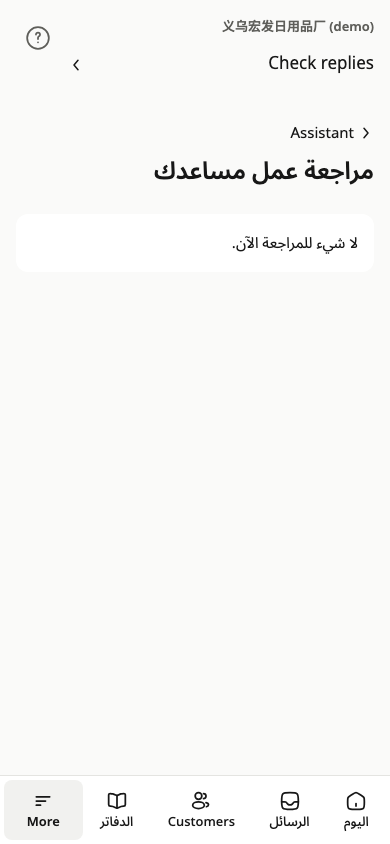 义乌宏发日用品厂 (demo)
Check replies
Assistant
مراجعة عمل مساعدك
لا شيء للمراجعة الآن.
اليوم
الرسائل
Customers
الدفاتر
More